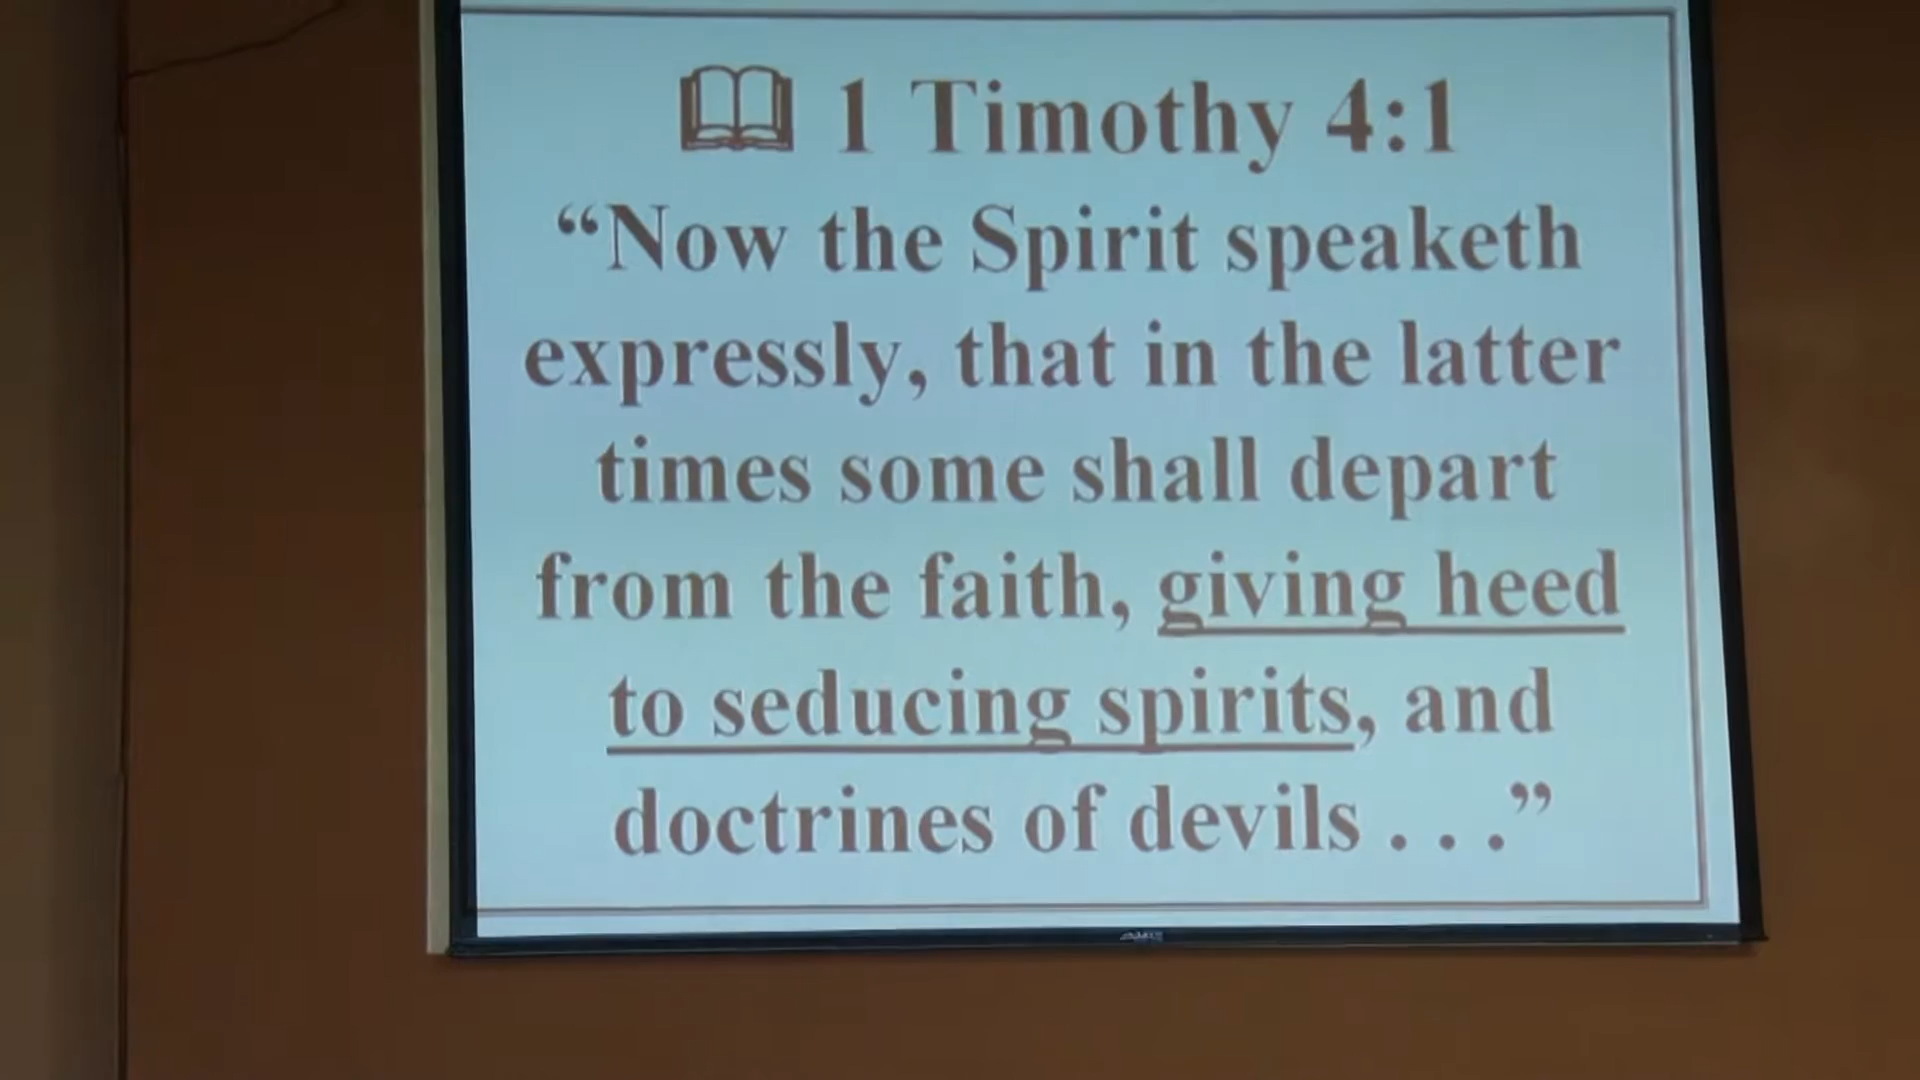 1 Timothy 4:1
“Now the Spirit speaketh
expressly, that in the latter
times some shall depart
from the faith, giving heed
to seducing spirits, and
doctrines of devils . . .”